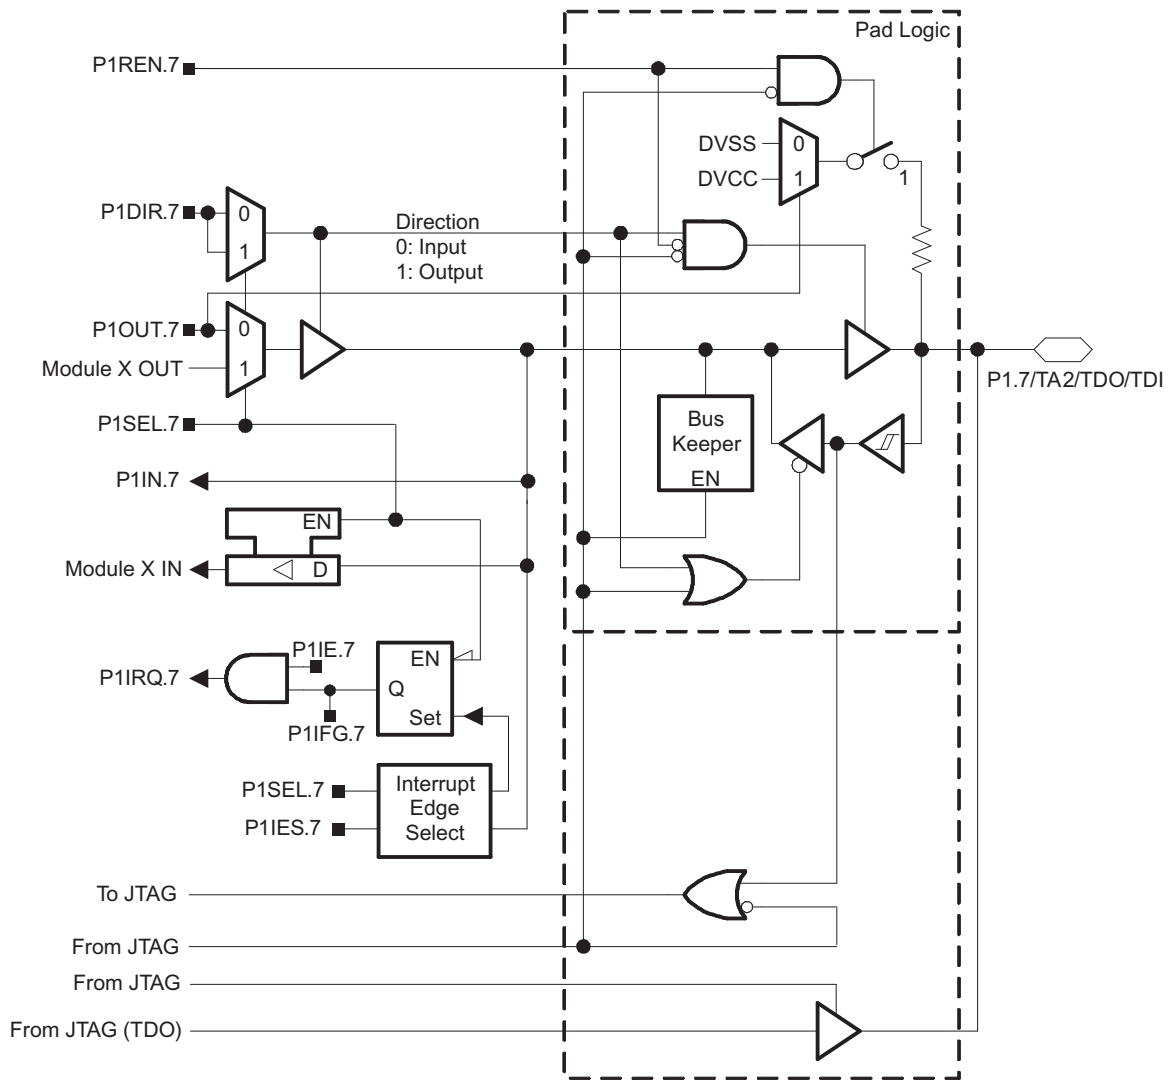 Pad Logic
P1REN.7
DVSS
0
DVCC
1
1
P1DIR.7
0
1
Direction
0: Input
1: Output
P1OUT.7
0
Module X OUT
1
P1.7/TA2/TDO/TDI
P1SEL.7
Bus
Keeper
EN
P1IN.7
EN
Module X IN
D
P1IE.7
EN
P1IRQ.7
Q
Set
P1IFG.7
P1SEL.7
P1IES.7
Interrupt
Edge
Select
To JTAG
From JTAG
From JTAG
From JTAG (TDO)